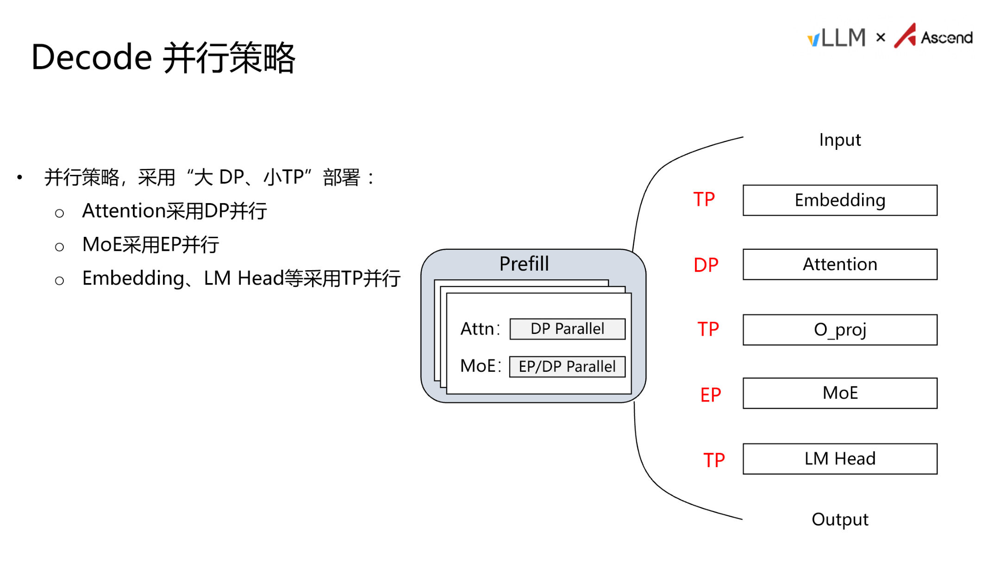 vLLM × Ascend
Decode 并行策略
• 并行策略，采用“大 DP、小TP”部署：
o Attention采用DP并行
o MoE采用EP并行
o Embedding、LM Head等采用TP并行
Prefill
Attn： DP Parallel
MoE： EP/DP Parallel
Input
TP Embedding
DP Attention
TP O_proj
EP MoE
TP LM Head
Output